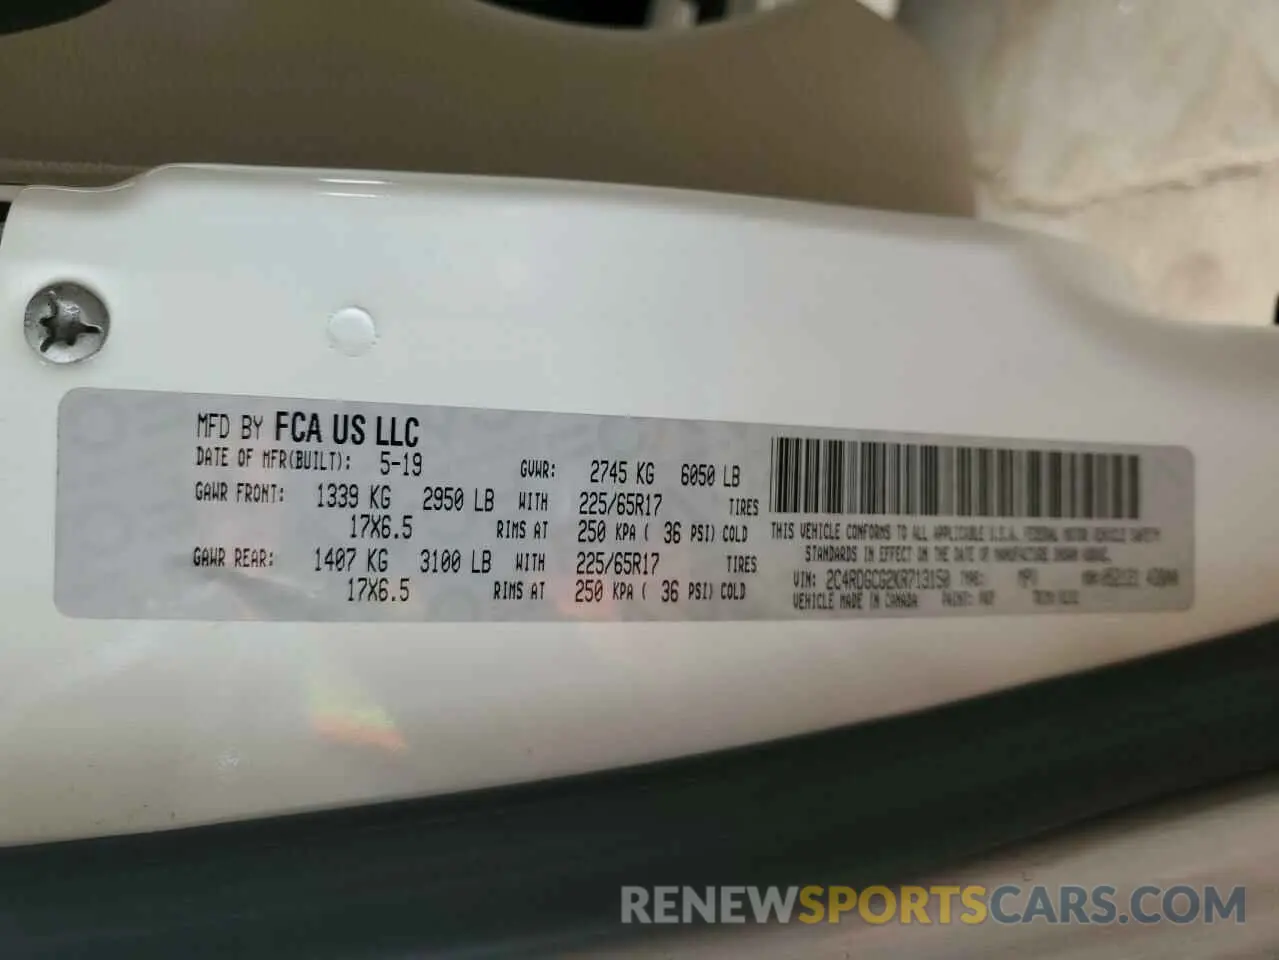 MFD BY FCA US LLC
DATE OF MFR(BUILT): 5-19 GVWR: 2745 KG 6050 LB
GAWR FRONT: 1339 KG 2950 LB WITH 225/65R17 TIRES
17X6.5 RIMS AT 250 KPA ( 36 PSI) COLD
GAWR REAR: 1407 KG 3100 LB WITH 225/65R17 TIRES
17X6.5 RIMS AT 250 KPA ( 36 PSI) COLD
THIS VEHICLE CONFORMS TO ALL APPLICABLE U.S.A. FEDERAL MOTOR VEHICLE SAFETY
STANDARDS IN EFFECT ON THE DATE OF MANUFACTURE SHOWN ABOVE.
VIN: 2C4RDGCG2KR713150 TYPE: MPV
VEHICLE MADE IN CANADA PAINT: TRIM:
RENEWSPORTSCARS.COM